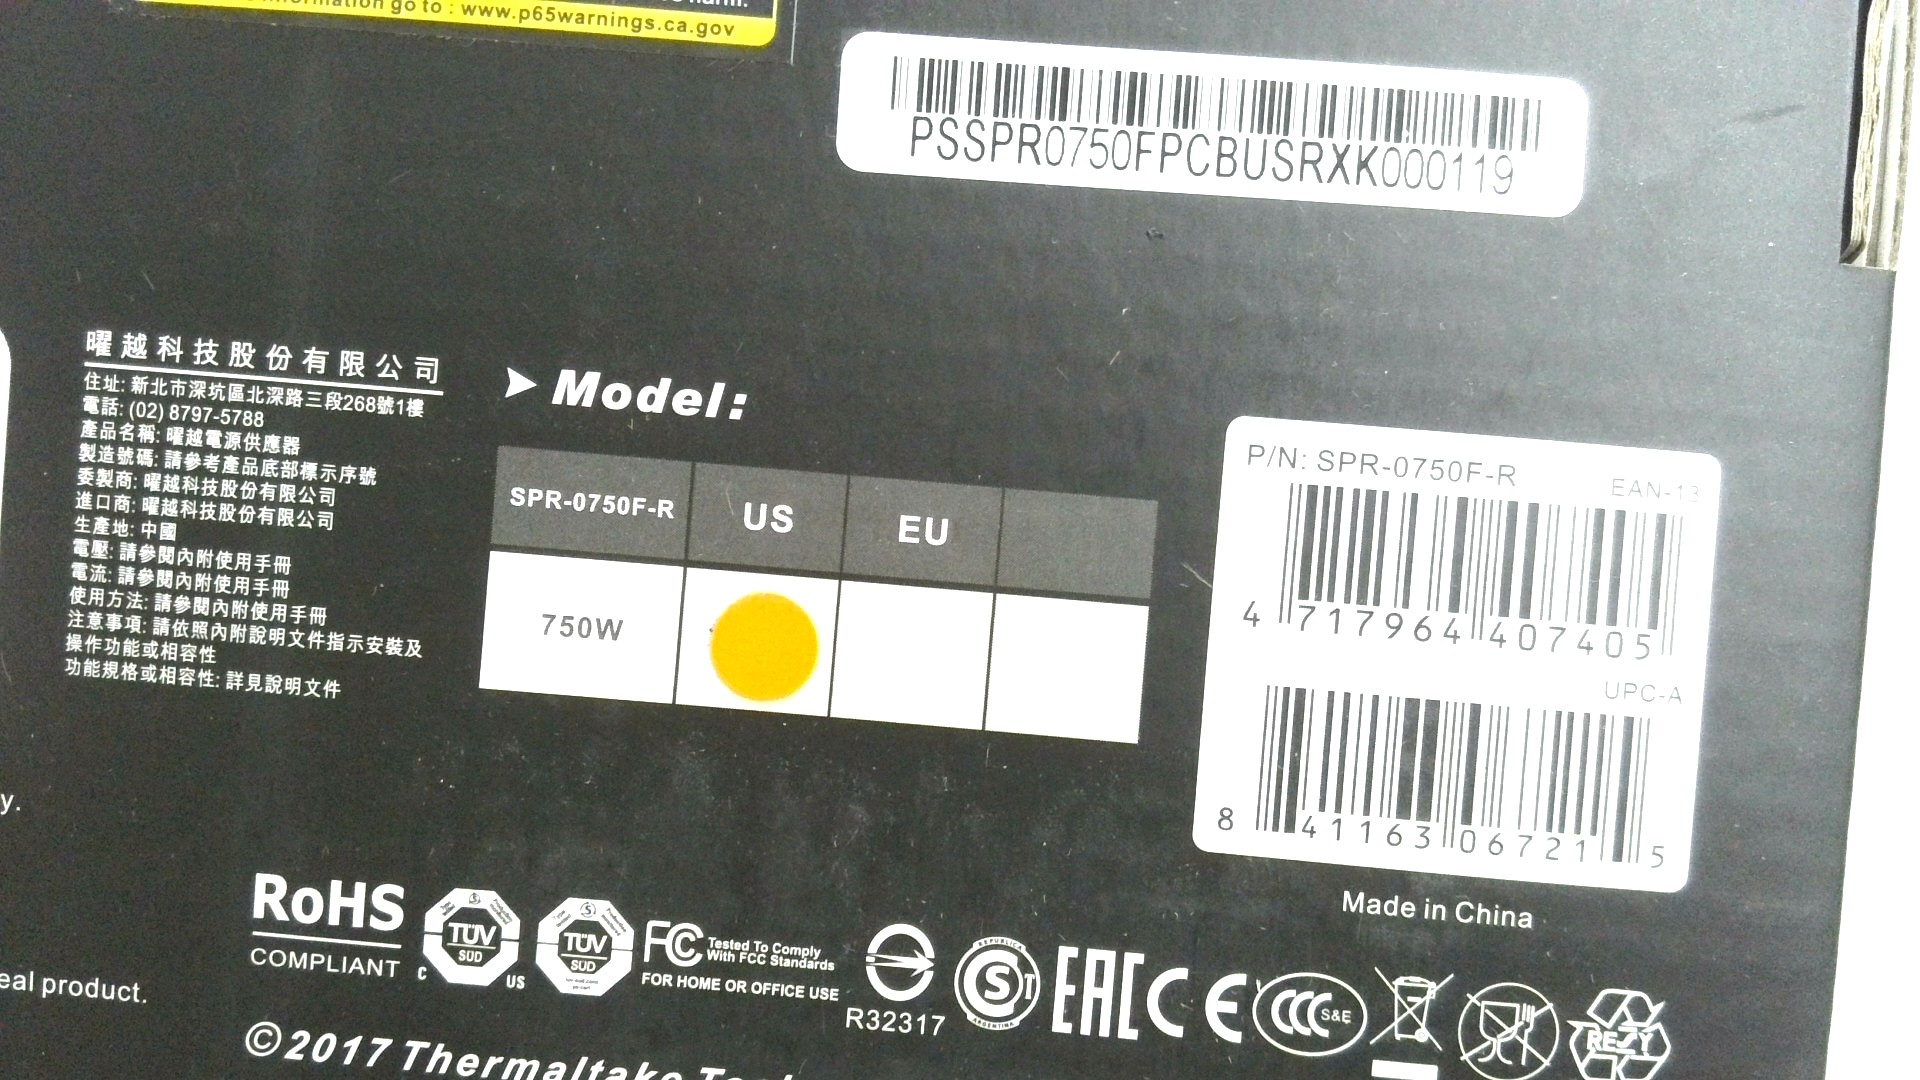 information go to : www.p65warnings.ca.gov
PSSPR0750FPCBUSRXK000119
曜越科技股份有限公司
住址: 新北市深坑區北深路三段268號1樓
電話: (02) 8797-5788
產品名稱: 曜越電源供應器
製造號碼: 請參考產品底部標示序號
委製商: 曜越科技股份有限公司
進口商: 曜越科技股份有限公司
生產地: 中國
電壓: 請參閱內附使用手冊
電流: 請參閱內附使用手冊
使用方法: 請參閱內附使用手冊
注意事項: 請依照內附說明文件指示安裝及
操作功能或相容性
功能規格或相容性: 詳見說明文件
➤ Model:
SPR-0750F-R US EU
750W
P/N: SPR-0750F-R
EAN-13
4 717964 407405
UPC-A
8 41163 06721 5
Made in China
y.
eal product.
RoHS
COMPLIANT
TÜV
SUD
C US
TÜV
SUD
FC Tested To Comply
With FCC Standards
FOR HOME OR OFFICE USE
R32317
REPUBLICA
S T
ARGENTINA
EAC
CE
CCC S&E
RESY
©2017 Thermaltake